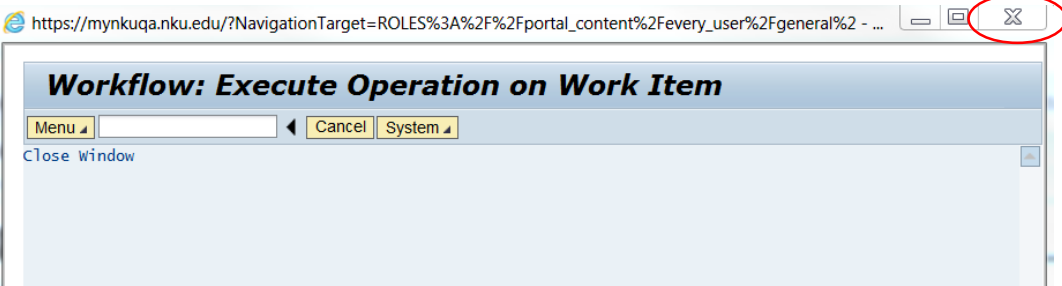 https://mynkuqa.nku.edu/?NavigationTarget=ROLES%3A%2F%2Fportal_content%2Fevery_user%2Fgeneral%2 - ...
Workflow: Execute Operation on Work Item
Menu Cancel System
Close Window